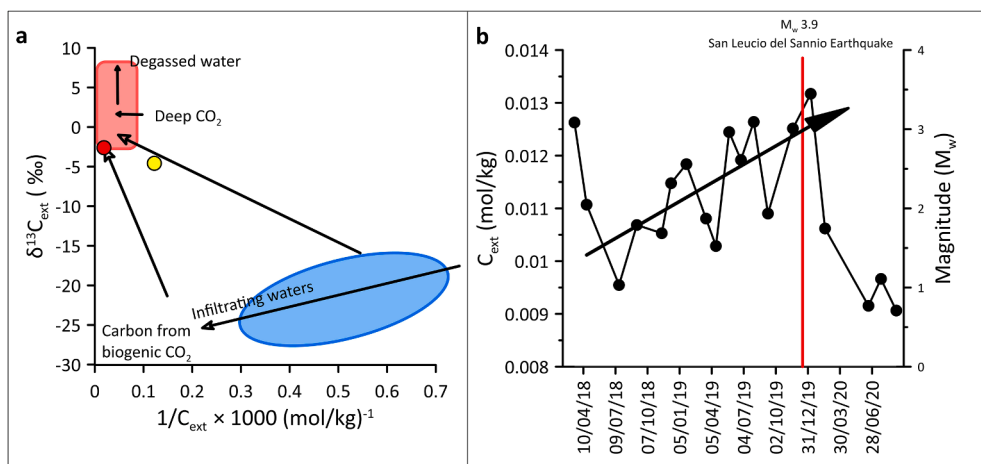 a
10
5
0
-5
-10
-15
-20
-25
-30
δ¹³C_ext ( ‰)
Degassed water
Deep CO₂
Infiltrating waters
Carbon from
biogenic CO₂
0 0.1 0.2 0.3 0.4 0.5 0.6 0.7
1/C_ext × 1000 (mol/kg)⁻¹
b
M_w 3.9
San Leucio del Sannio Earthquake
0.014
0.013
0.012
0.011
0.01
0.009
0.008
C_ext (mol/kg)
4
3
2
1
0
Magnitude (M_w)
10/04/18
09/07/18
07/10/18
05/01/19
05/04/19
04/07/19
02/10/19
31/12/19
30/03/20
28/06/20